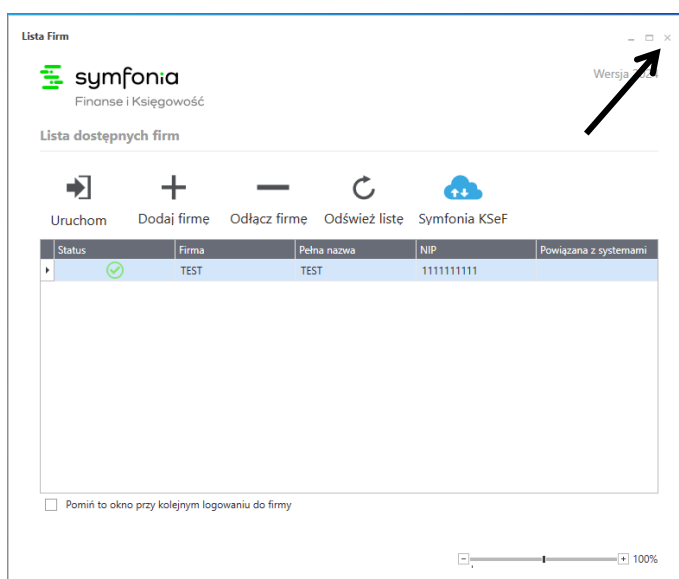 Lista Firm
symfonia
Finanse i Księgowość
Wersja
Lista dostępnych firm
Uruchom Dodaj firmę Odłącz firmę Odśwież listę Symfonia KSeF
Status Firma Pełna nazwa NIP Powiązana z systemami
TEST TEST 1111111111
Pomiń to okno przy kolejnym logowaniu do firmy
100%